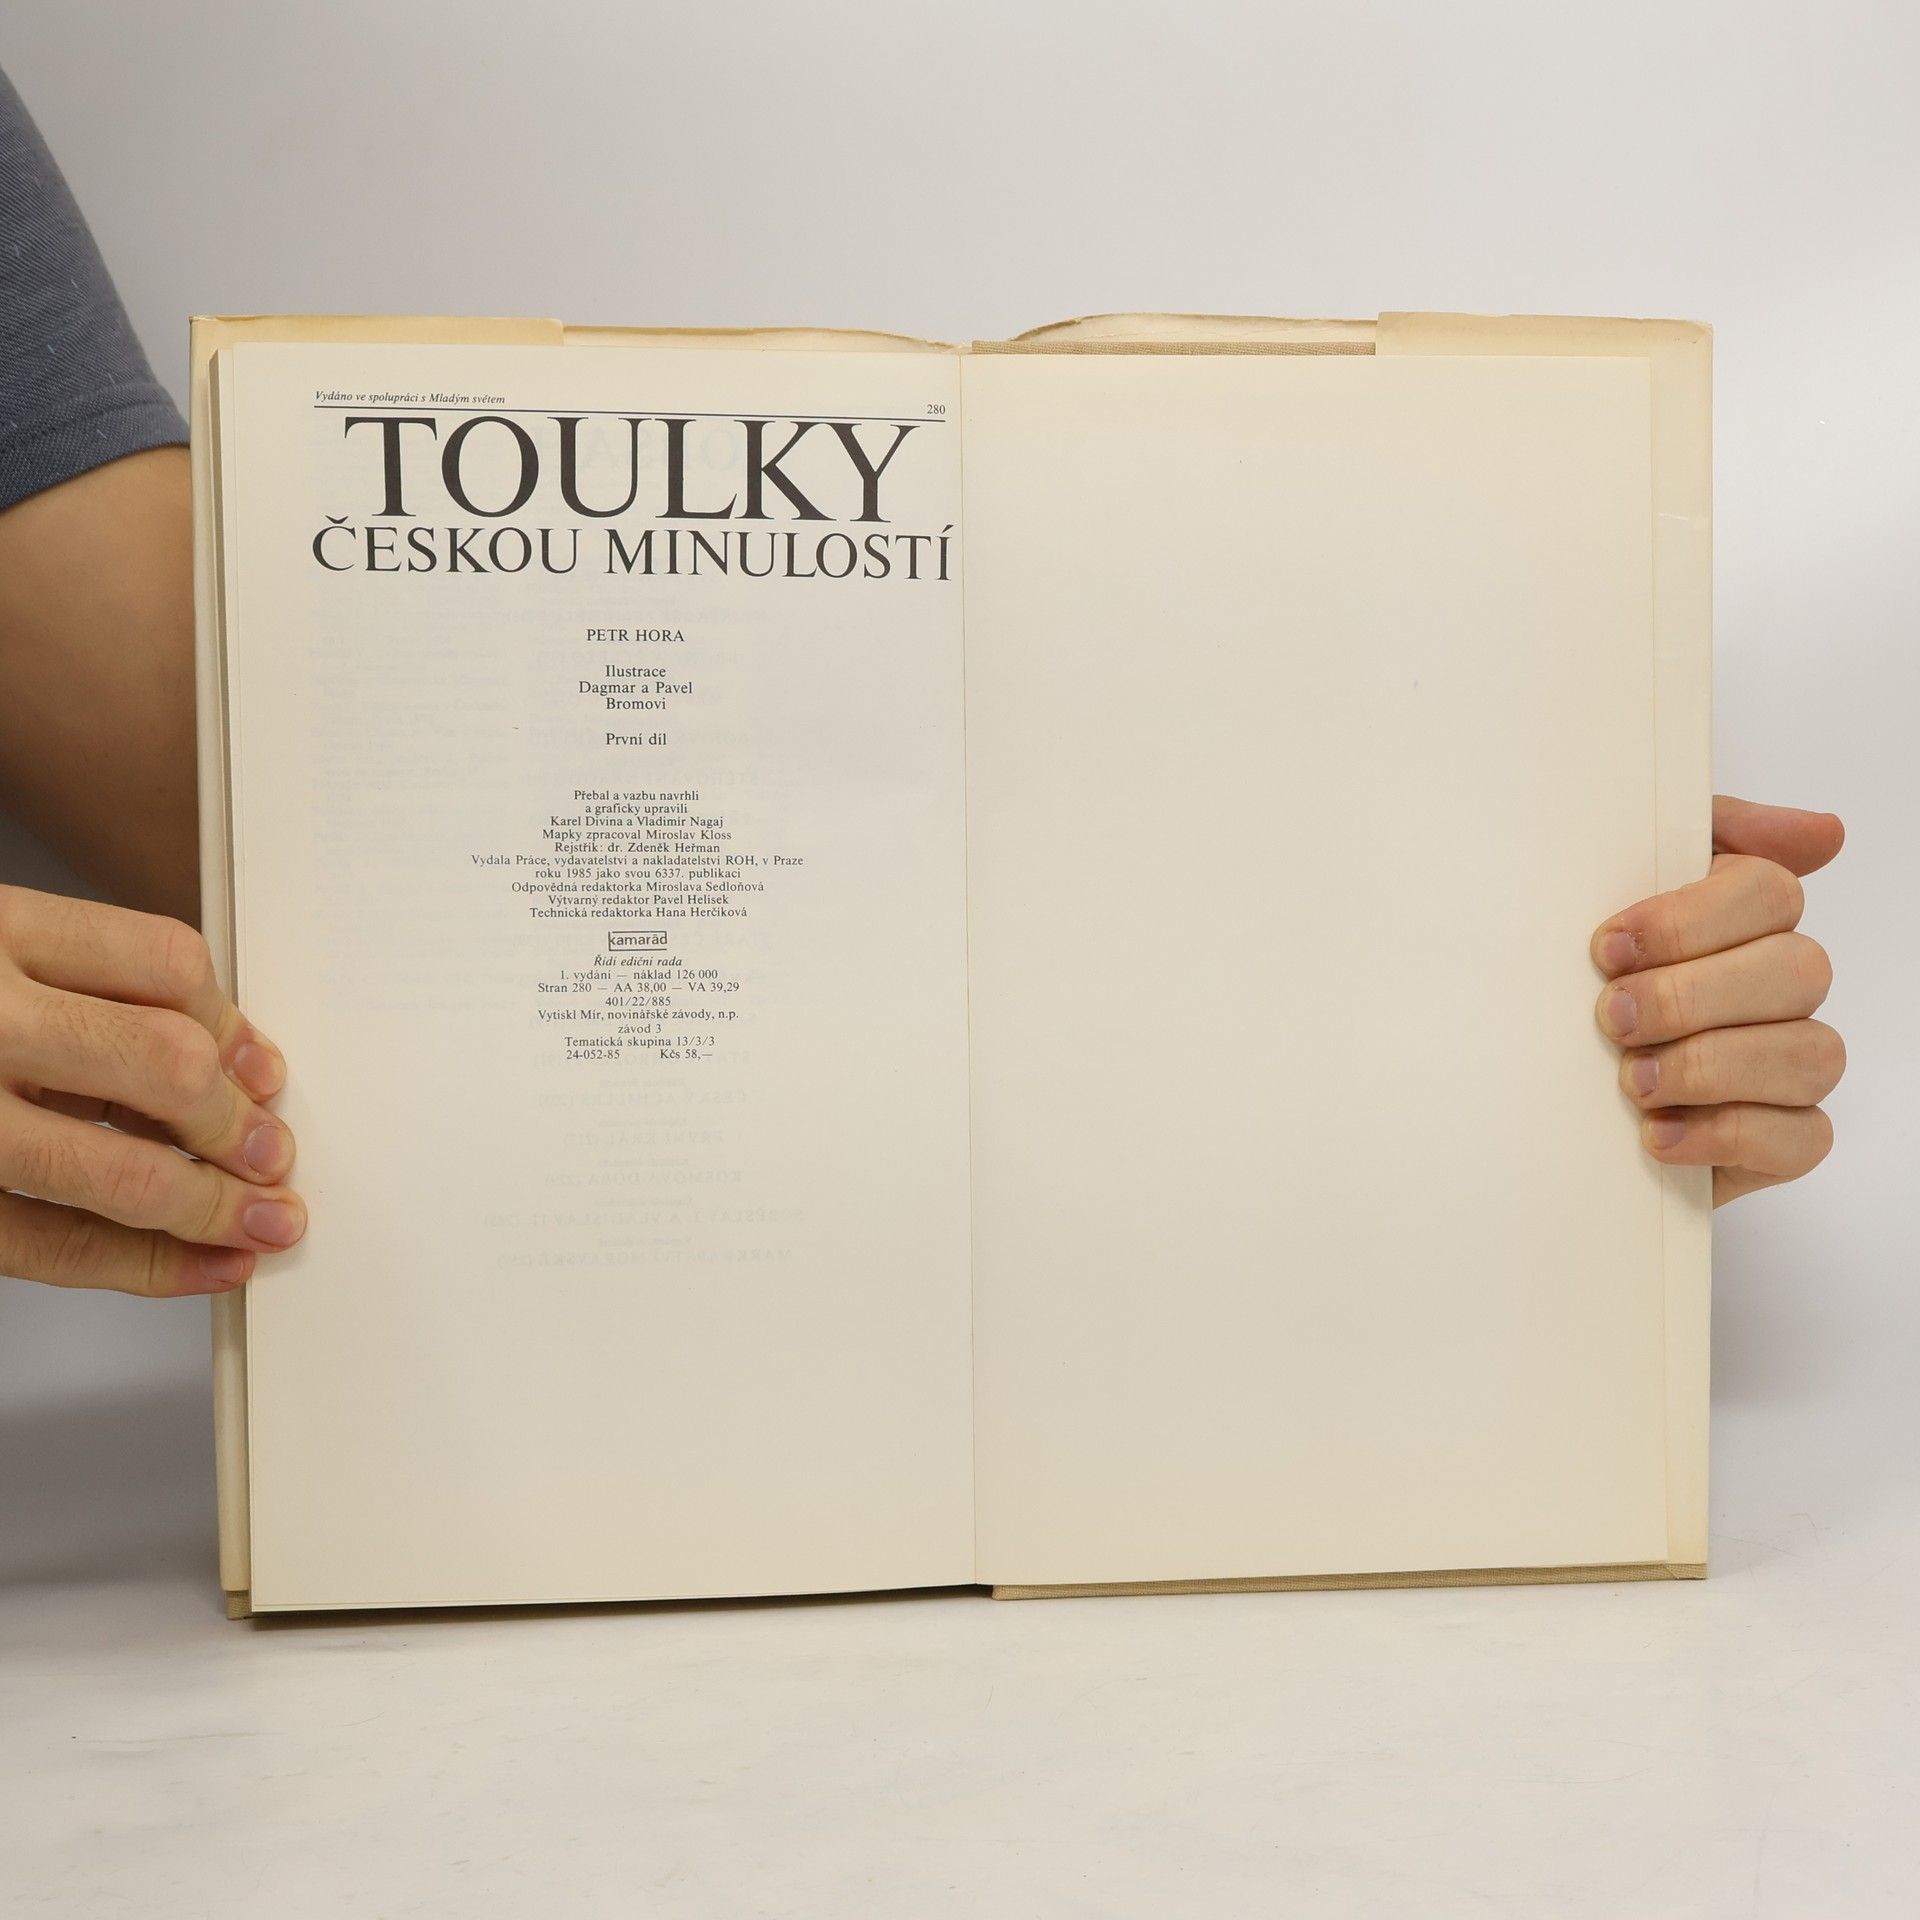 Vydáno ve spolupráci s Mladým světem
280
TOULKY
ČESKOU MINULOSTÍ
PETR HORA
Ilustrace
Dagmar a Pavel
Bromovi
První díl
Přebal a vazbu navrhli
a graficky upravili
Karel Divina a Vladimír Nagaj
Mapky zpracoval Miroslav Kloss
Rejstřík: dr. Zdeněk Heřman
Vydala Práce, vydavatelství a nakladatelství ROH, v Praze
roku 1985 jako svou 6337. publikaci
Odpovědná redaktorka Miroslava Sedloňová
Výtvarný redaktor Pavel Helísek
Technická redaktorka Hana Herčíková
kamarád
Řídí ediční rada
1. vydání — náklad 126 000
Stran 280 — AA 38,00 — VA 39,29
401/22/885
Vytiskl Mír, novinářské závody, n.p.
závod 3
Tematická skupina 13/3/3
24-052-85 Kčs 58,—